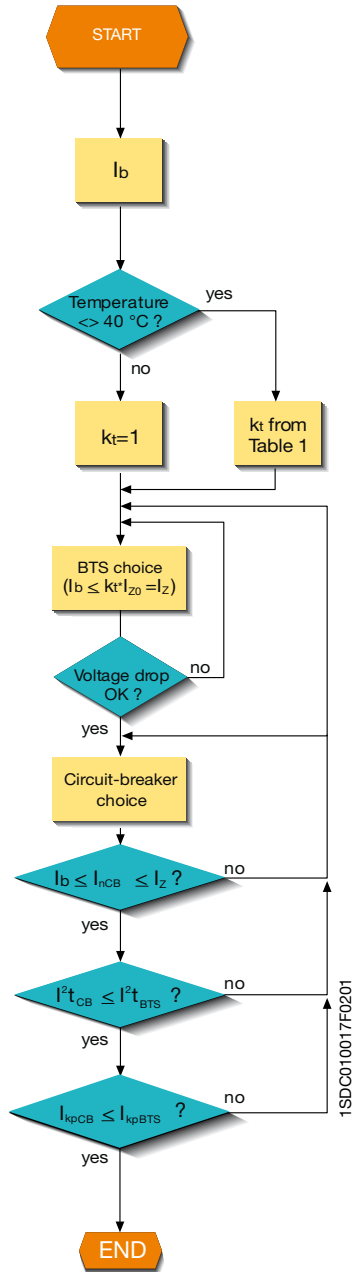 START
Ib
Temperature
<> 40 °C ?
yes
no
kt=1
kt from
Table 1
BTS choice
(Ib ≤ kt*IZ0 =IZ)
Voltage drop
OK ?
no
yes
Circuit-breaker
choice
Ib ≤ InCB ≤ IZ ?
no
yes
I²tCB ≤ I²tBTS ?
no
yes
IkpCB ≤ IkpBTS ?
no
yes
END
1SDC010017F0201